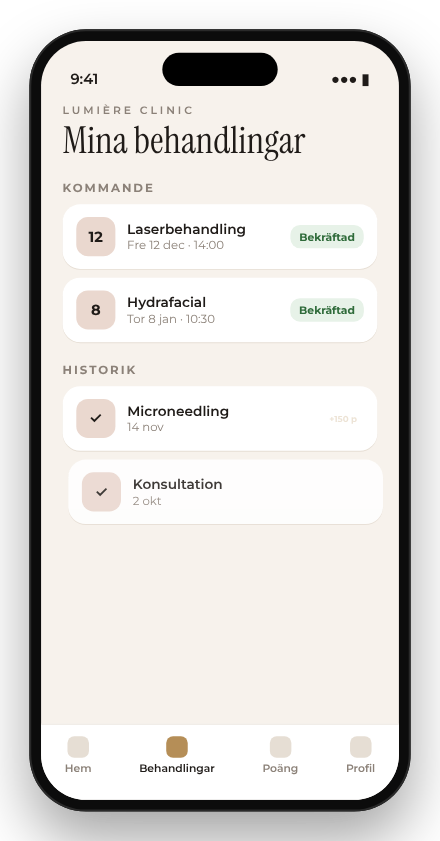 9:41
LUMIÈRE CLINIC
Mina behandlingar
KOMMANDE
12
Laserbehandling
Fre 12 dec · 14:00
Bekräftad
8
Hydrafacial
Tor 8 jan · 10:30
Bekräftad
HISTORIK
Microneedling
14 nov
+150 p
Konsultation
2 okt
Hem
Behandlingar
Poäng
Profil